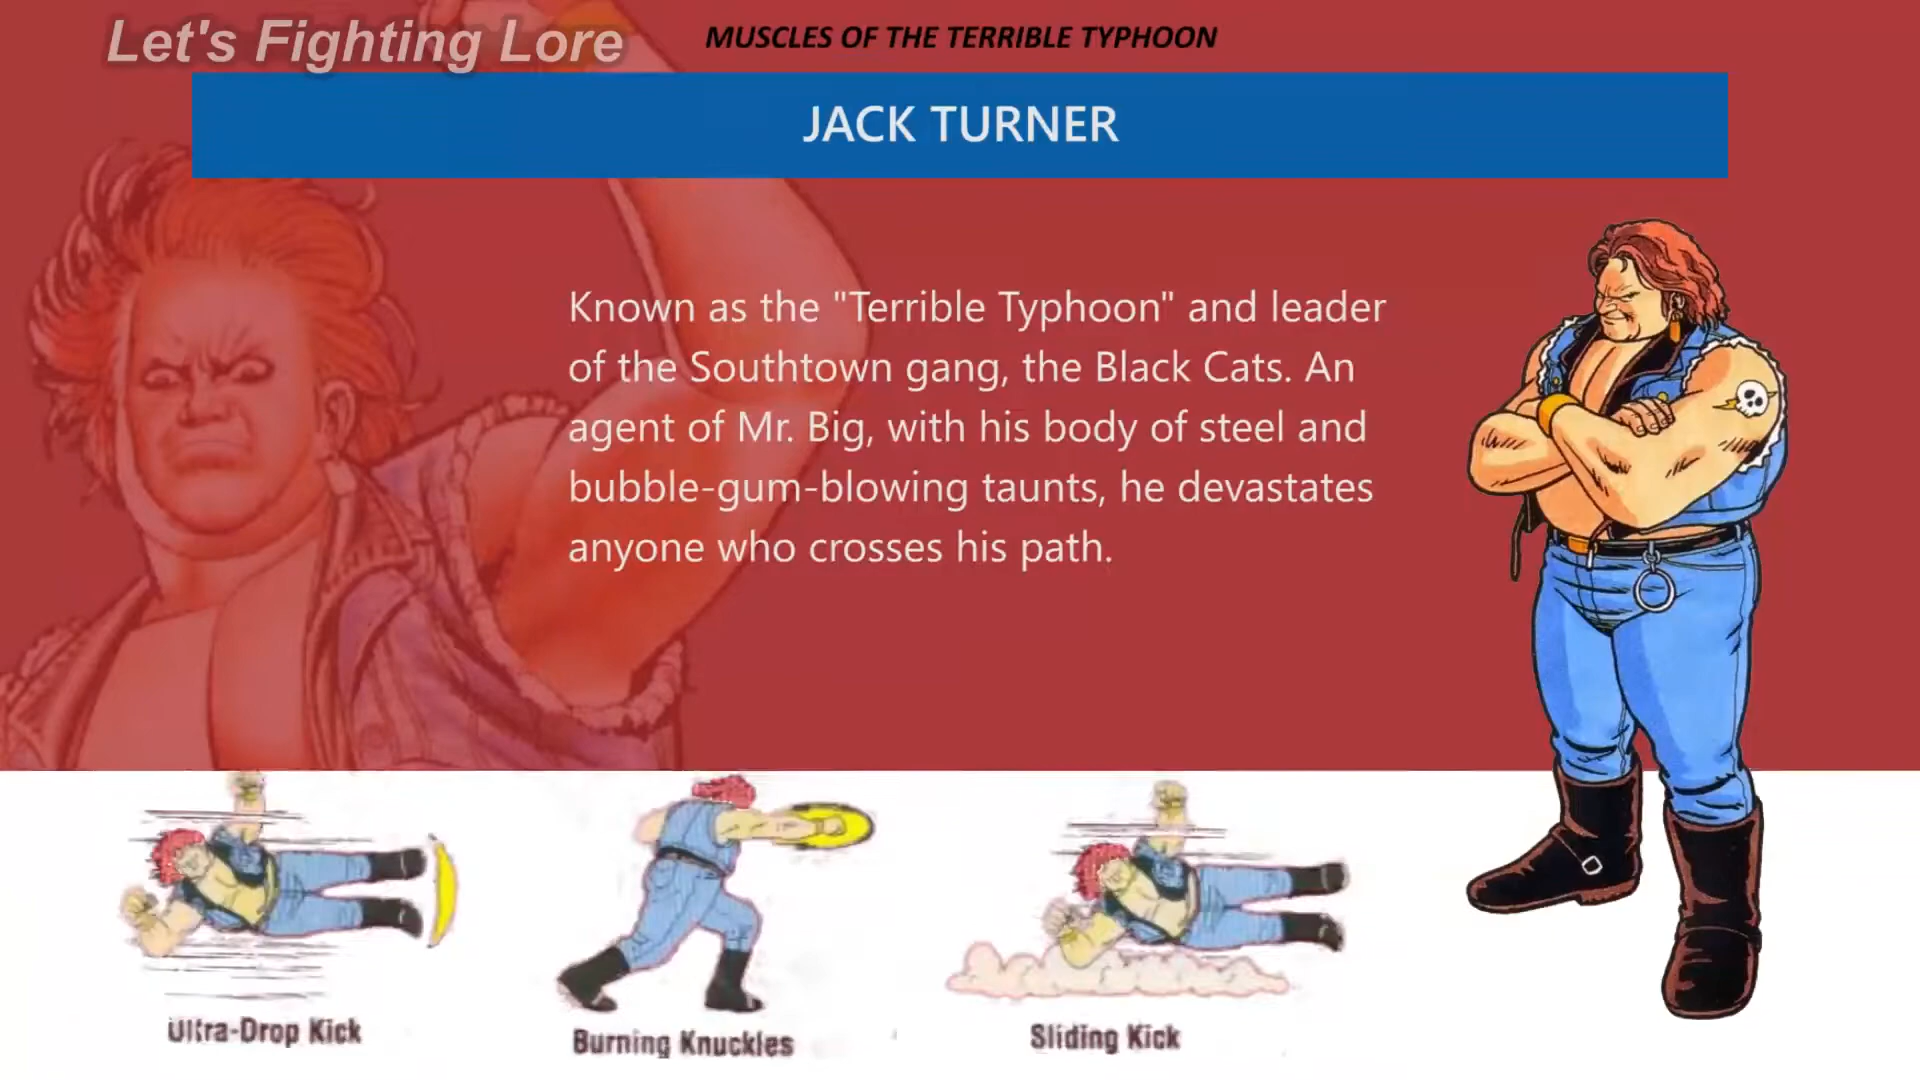 Let's Fighting Lore
MUSCLES OF THE TERRIBLE TYPHOON
JACK TURNER
Known as the "Terrible Typhoon" and leader
of the Southtown gang, the Black Cats. An
agent of Mr. Big, with his body of steel and
bubble-gum-blowing taunts, he devastates
anyone who crosses his path.
Ultra-Drop Kick
Burning Knuckles
Sliding Kick